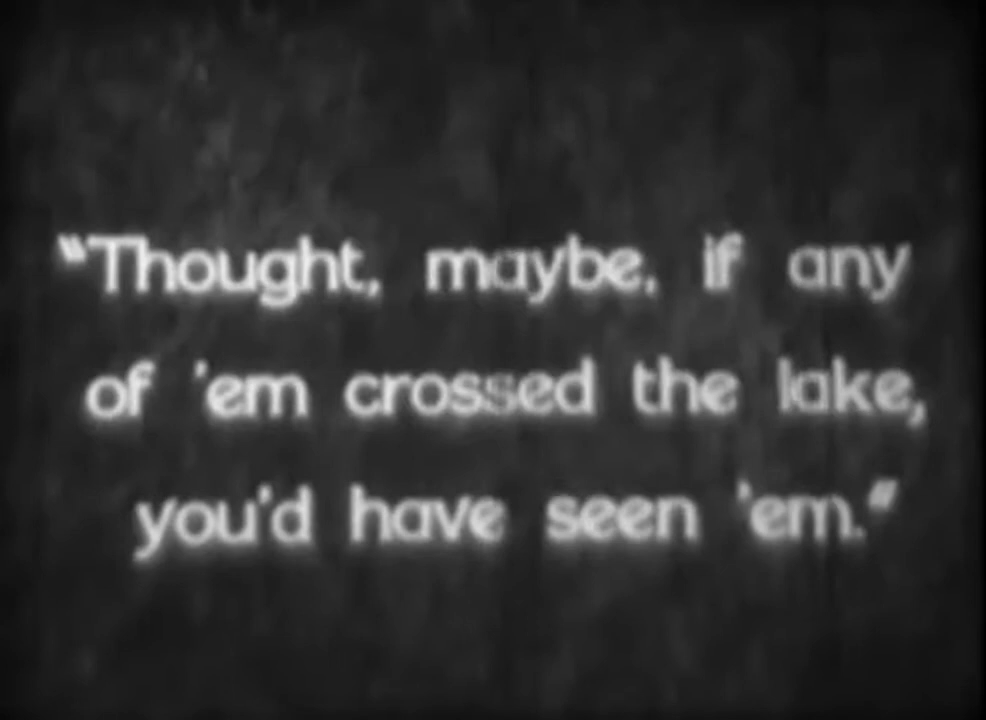 "Thought, maybe, if any
of 'em crossed the lake,
you'd have seen 'em."